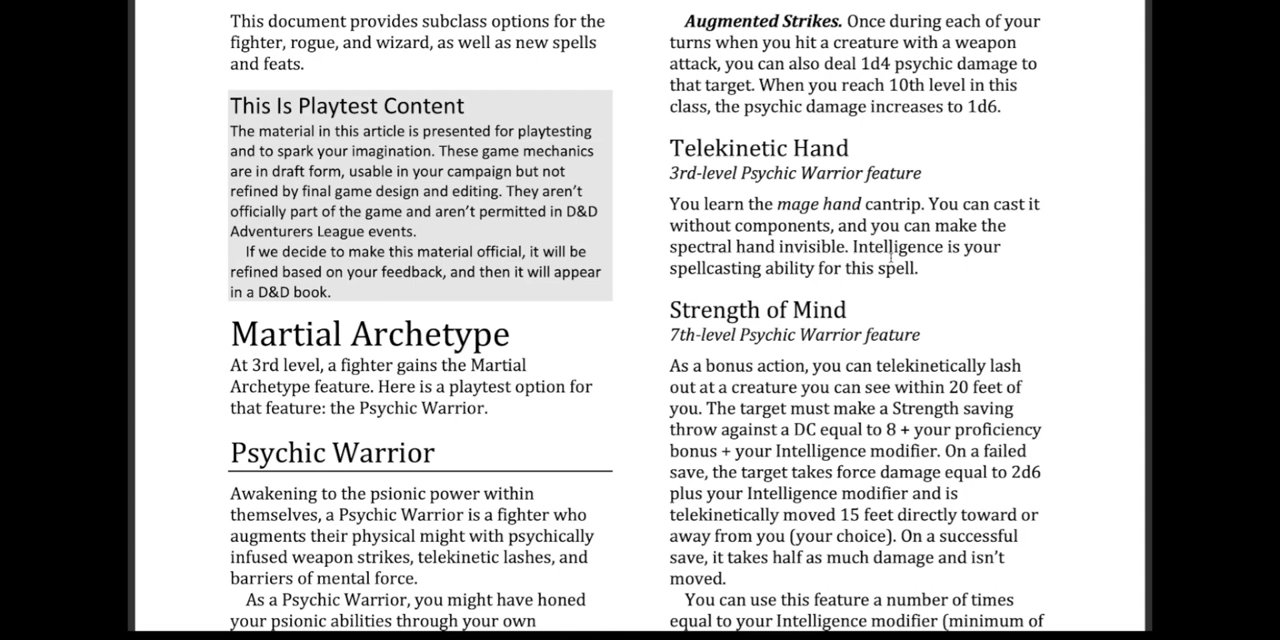 This document provides subclass options for the
fighter, rogue, and wizard, as well as new spells
and feats.
This Is Playtest Content
The material in this article is presented for playtesting
and to spark your imagination. These game mechanics
are in draft form, usable in your campaign but not
refined by final game design and editing. They aren't
officially part of the game and aren't permitted in D&D
Adventurers League events.
If we decide to make this material official, it will be
refined based on your feedback, and then it will appear
in a D&D book.
Martial Archetype
At 3rd level, a fighter gains the Martial
Archetype feature. Here is a playtest option for
that feature: the Psychic Warrior.
Psychic Warrior
Awakening to the psionic power within
themselves, a Psychic Warrior is a fighter who
augments their physical might with psychically
infused weapon strikes, telekinetic lashes, and
barriers of mental force.
As a Psychic Warrior, you might have honed
your psionic abilities through your own
Augmented Strikes. Once during each of your
turns when you hit a creature with a weapon
attack, you can also deal 1d4 psychic damage to
that target. When you reach 10th level in this
class, the psychic damage increases to 1d6.
Telekinetic Hand
3rd-level Psychic Warrior feature
You learn the mage hand cantrip. You can cast it
without components, and you can make the
spectral hand invisible. Intelligence is your
spellcasting ability for this spell.
Strength of Mind
7th-level Psychic Warrior feature
As a bonus action, you can telekinetically lash
out at a creature you can see within 20 feet of
you. The target must make a Strength saving
throw against a DC equal to 8 + your proficiency
bonus + your Intelligence modifier. On a failed
save, the target takes force damage equal to 2d6
plus your Intelligence modifier and is
telekinetically moved 15 feet directly toward or
away from you (your choice). On a successful
save, it takes half as much damage and isn't
moved.
You can use this feature a number of times
equal to your Intelligence modifier (minimum of